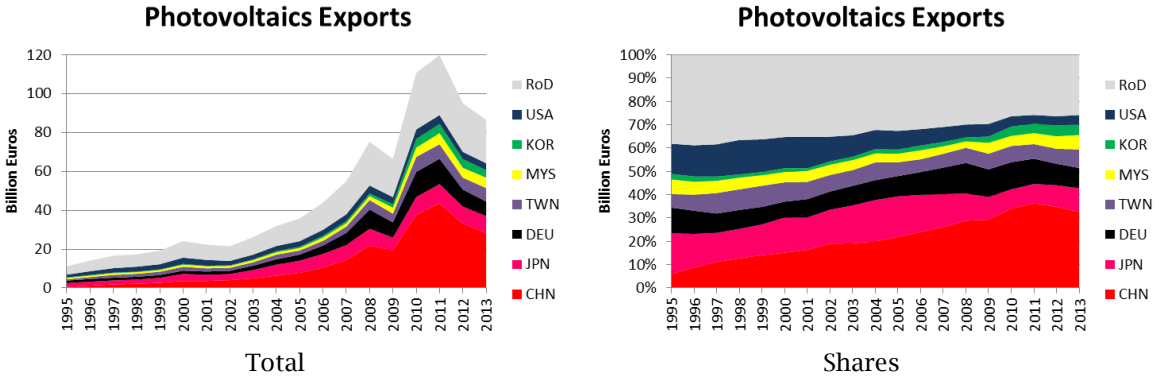 Photovoltaics Exports
Billion Euros
120
100
80
60
40
20
0
1995
1996
1997
1998
1999
2000
2001
2002
2003
2004
2005
2006
2007
2008
2009
2010
2011
2012
2013
RoD
USA
KOR
MYS
TWN
DEU
JPN
CHN
Total
Photovoltaics Exports
Billion Euros
100%
90%
80%
70%
60%
50%
40%
30%
20%
10%
0%
1995
1996
1997
1998
1999
2000
2001
2002
2003
2004
2005
2006
2007
2008
2009
2010
2011
2012
2013
RoD
USA
KOR
MYS
TWN
DEU
JPN
CHN
Shares